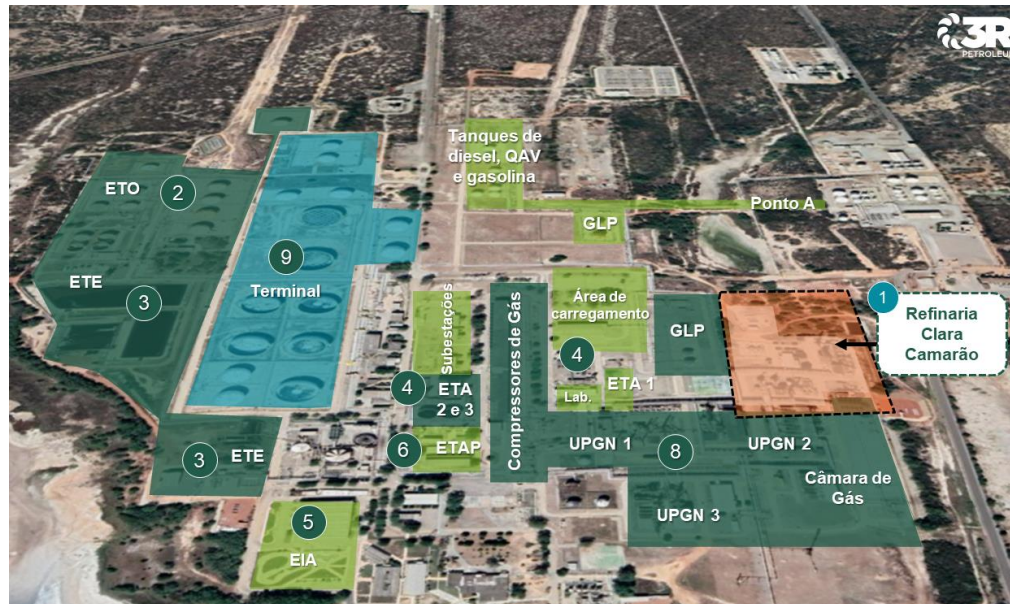 3R
PETROLEUM
Tanques de
diesel, QAV
e gasolina
ETO
2
Ponto A
GLP
9
Terminal
ETE
3
Subestações
Compressores de Gás
Área de
carregamento
4
GLP
1
Refinaria
Clara
Camarão
4
ETA
2 e 3
Lab.
ETA 1
6
ETAP
3
ETE
UPGN 1
8
UPGN 2
Câmara de
Gás
UPGN 3
5
EIA